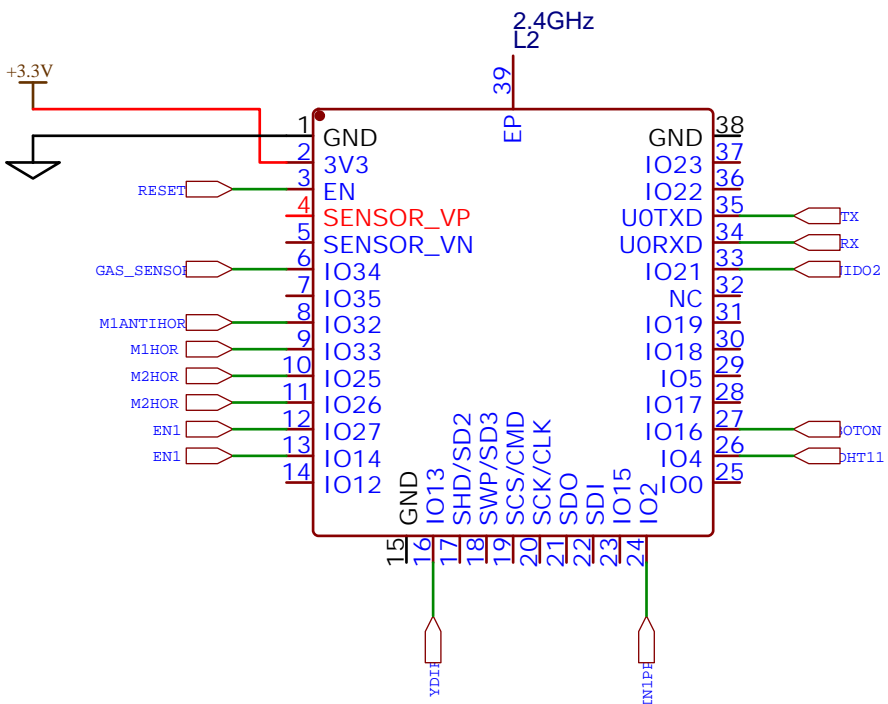 2.4GHz
L2
+3.3V
39
EP
1 GND
2 3V3
RESET 3 EN
4 SENSOR_VP
5 SENSOR_VN
GAS_SENSOR 6 IO34
7 IO35
M1ANTIHOR 8 IO32
M1HOR 9 IO33
M2HOR 10 IO25
M2HOR 11 IO26
EN1 12 IO27
EN1 13 IO14
14 IO12
GND 38
IO23 37
IO22 36
U0TXD 35 TX
U0RXD 34 RX
IO21 33
NC 32
IO19 31
IO18 30
IO5 29
IO17 28
IO16 27 BOTON
IO4 26 DHT11
IO0 25
15 GND
16 IO13
17 SHD/SD2
18 SWP/SD3
19 SCS/CMD
20 SCK/CLK
21 SDO
22 SDI
23 IO15
24 IO2